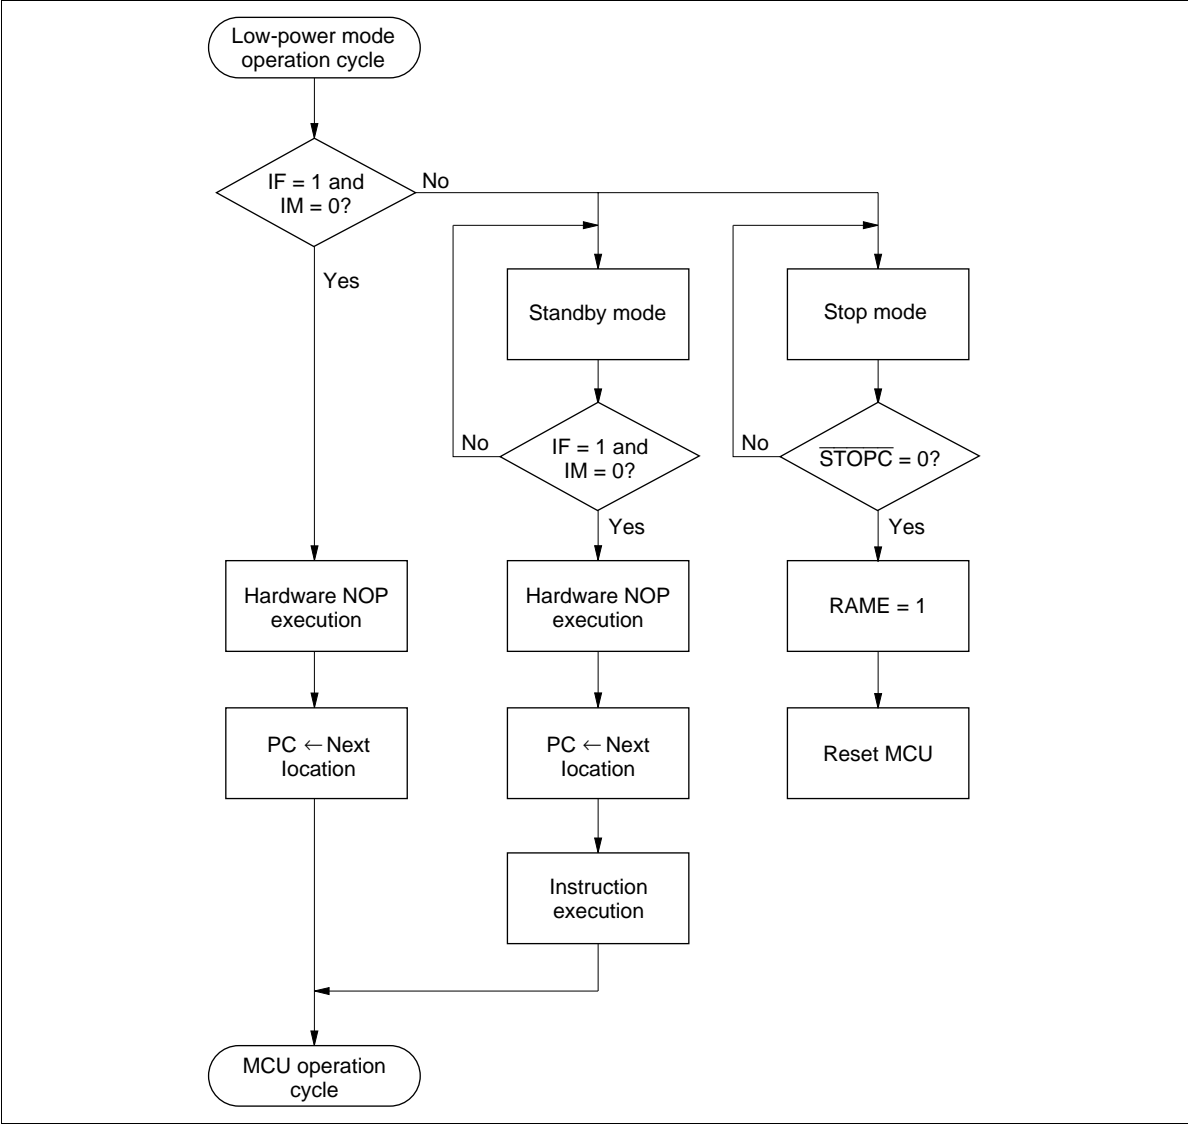 Low-power mode
operation cycle
IF = 1 and
IM = 0?
No
Yes
Standby mode
Stop mode
No
IF = 1 and
IM = 0?
No
STOPC = 0?
Yes
Yes
Hardware NOP
execution
Hardware NOP
execution
RAME = 1
PC ← Next
location
PC ← Next
location
Reset MCU
Instruction
execution
MCU operation
cycle